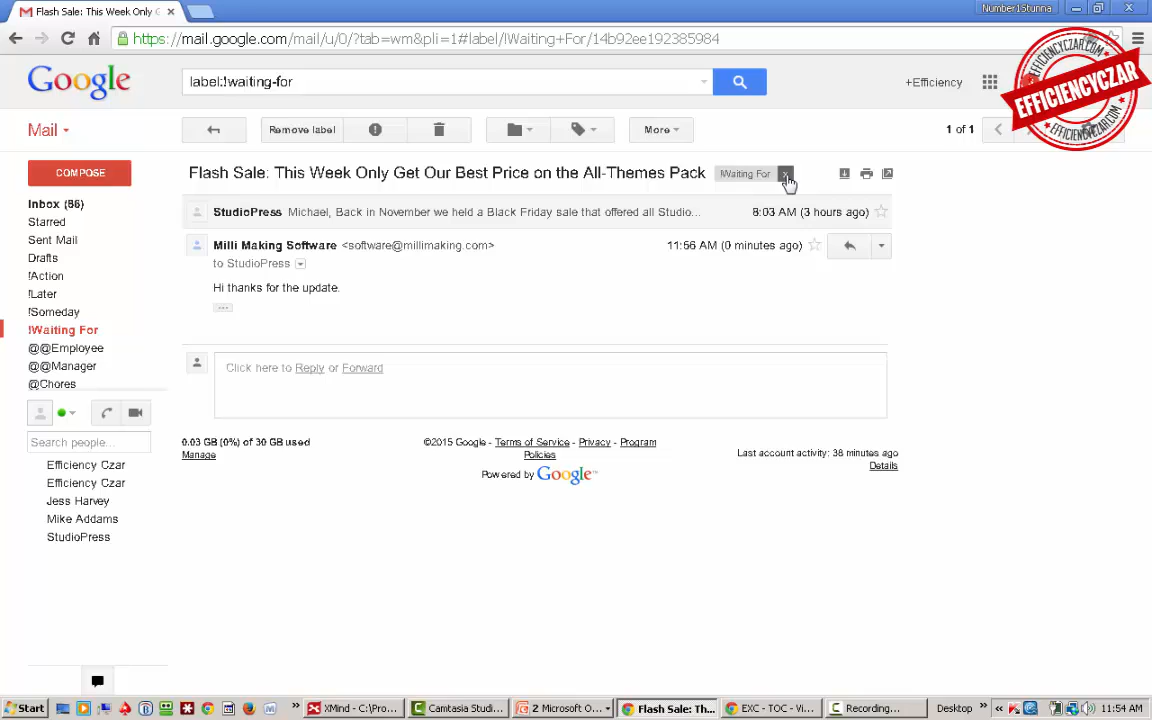 Flash Sale: This Week Only G
Number1Stunna
https://mail.google.com/mail/u/0/?tab=wm&pli=1#label/!Waiting+For/14b92ee192385984
Google
label:!waiting-for
+Efficiency
EFFICIENCYCZAR.COM
EFFICIENCYCZAR
EFFICIENCYCZAR.COM
Mail
Remove label
More
1 of 1
COMPOSE
Flash Sale: This Week Only Get Our Best Price on the All-Themes Pack
!Waiting For
x
Inbox (86)
Starred
Sent Mail
Drafts
!Action
!Later
!Someday
!Waiting For
@@Employee
@@Manager
@Chores
StudioPress Michael, Back in November we held a Black Friday sale that offered all Studio...
8:03 AM (3 hours ago)
Milli Making Software <software@millimaking.com>
11:56 AM (0 minutes ago)
to StudioPress
Hi thanks for the update.
...
Click here to Reply or Forward
Search people...
Efficiency Czar
Efficiency Czar
Jess Harvey
Mike Addams
StudioPress
0.03 GB (0%) of 30 GB used
Manage
©2015 Google - Terms of Service - Privacy - Program
Policies
Powered by Google™
Last account activity: 38 minutes ago
Details
Start
XMind - C:\Pro...
Camtasia Studi...
2 Microsoft O...
Flash Sale: Th...
EXC - TOC - Vi...
Recording...
Desktop
11:54 AM